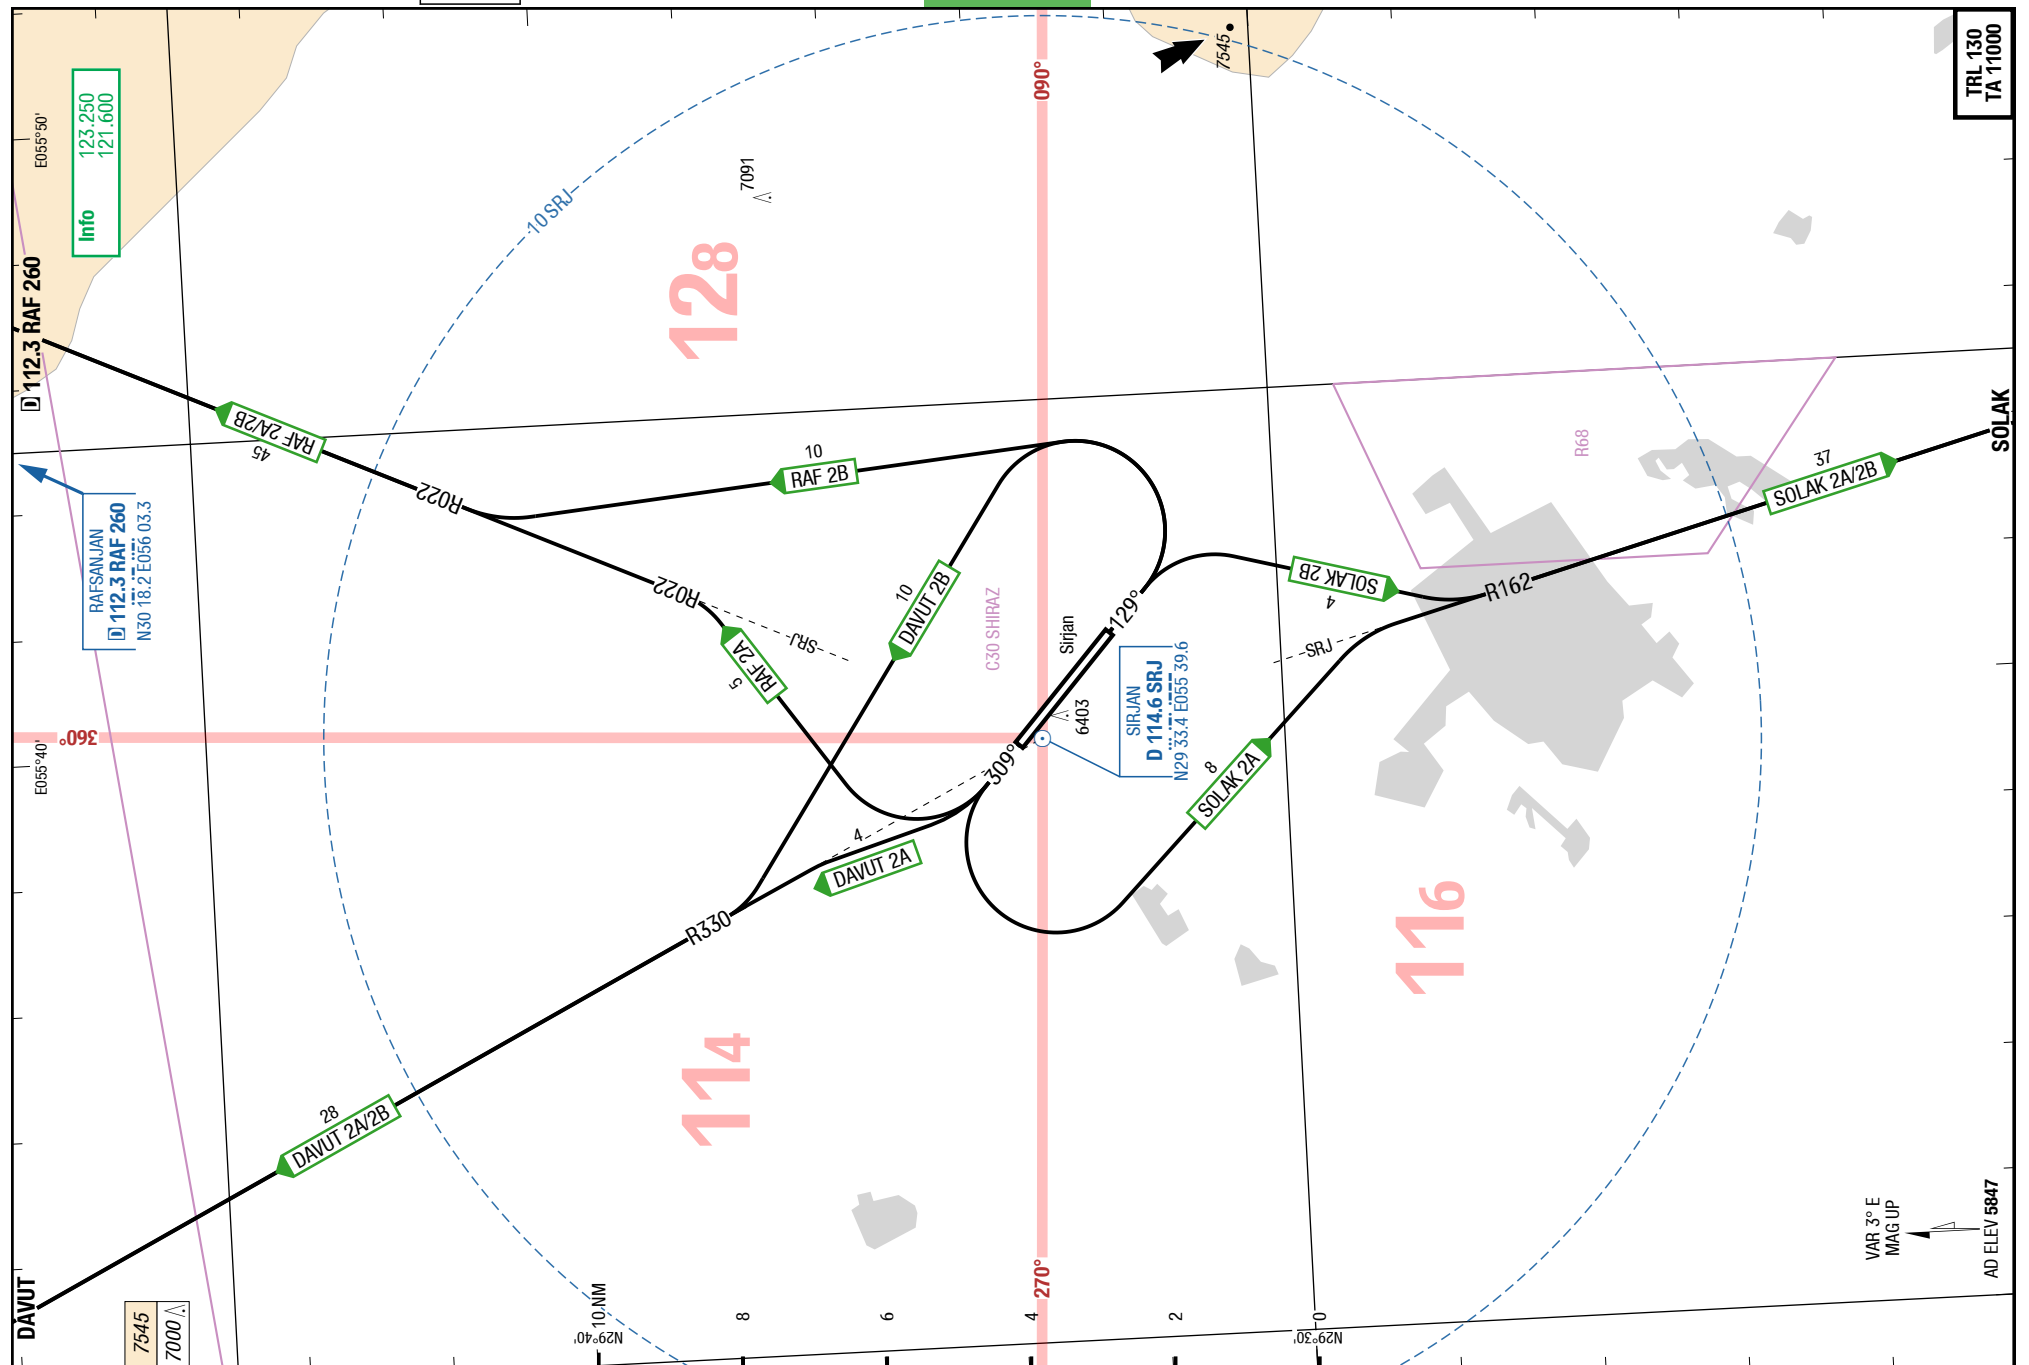 TRL 130
TA 11000
Info 123.250
121.600
E055°50'
D 112.3 RAF 260
RAFSANJAN
D 112.3 RAF 260
N30 18.2 E056 03.3
10 SRJ
090°
7545
7091
128
RAF 2A/2B
45
R022
10
RAF 2B
R022
SRJ
RAF 2A
5
10
DAVUT 2B
C30 SHIRAZ
Sirjan
129°
309°
6403
SIRJAN
D 114.6 SRJ
N29 33.4 E055 39.6
SOLAK 2B
4
SRJ
R162
R68
37
SOLAK 2A/2B
SOLAK
8
SOLAK 2A
360°
E055°40'
4
DAVUT 2A
R330
28
DAVUT 2A/2B
DAVUT
114
116
270°
7545
7000
10 NM
8
6
4
2
0
N29°40'
N29°30'
VAR 3° E
MAG UP
AD ELEV 5847